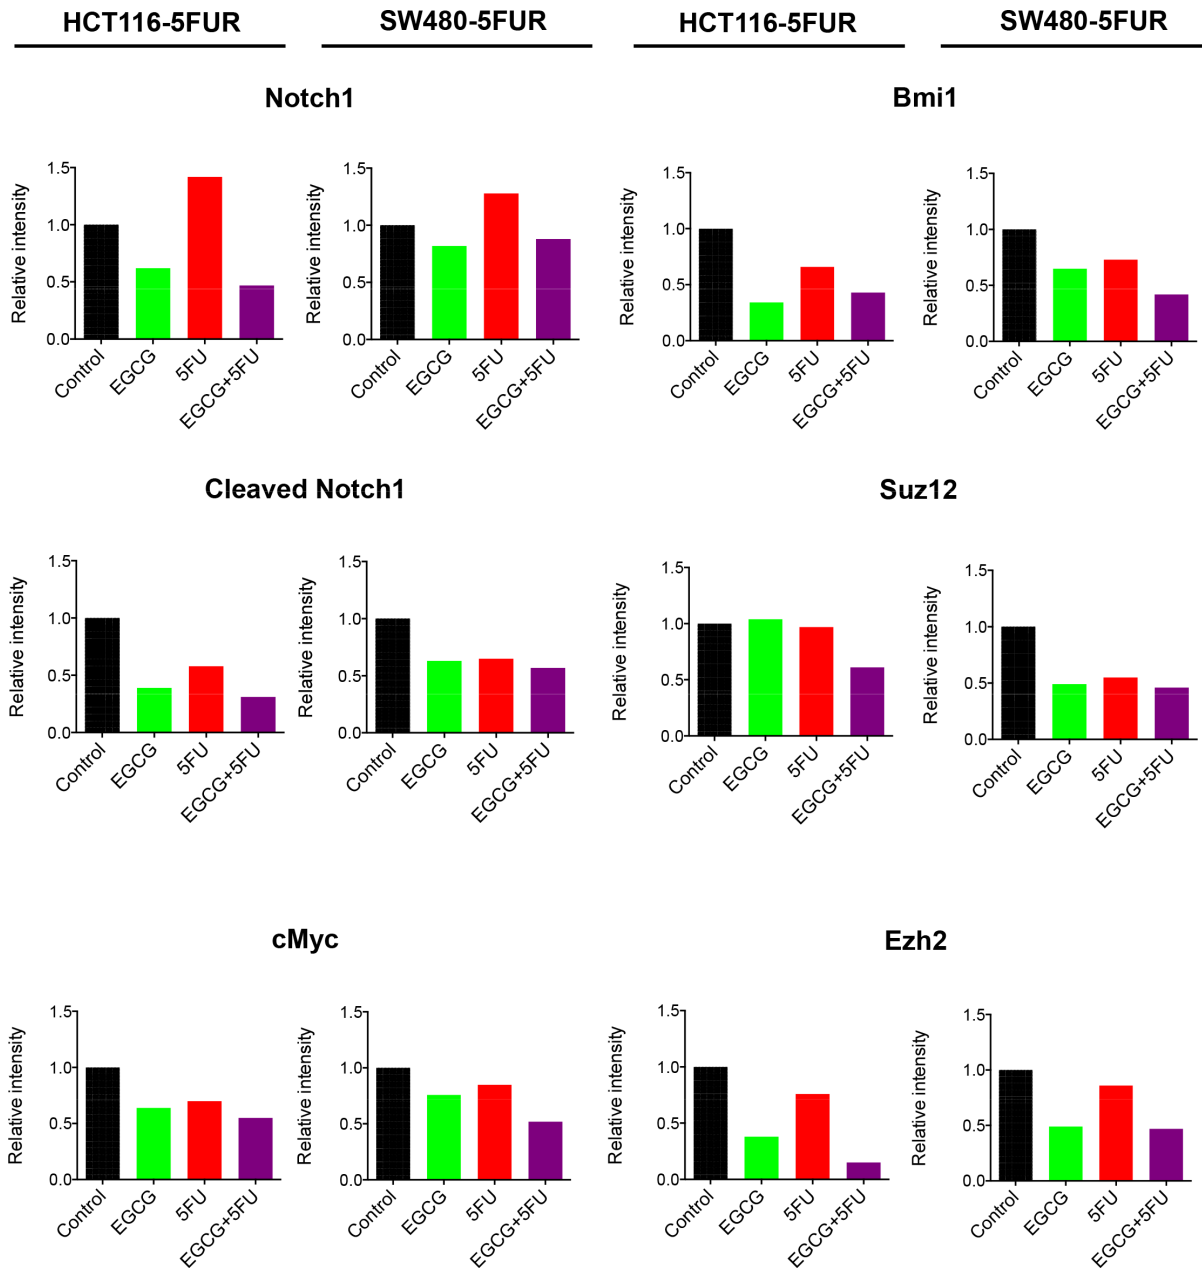 HCT116-5FUR SW480-5FUR HCT116-5FUR SW480-5FUR
Notch1
Relative intensity
1.5
1.0
0.5
0.0
Control EGCG 5FU EGCG+5FU
Relative intensity
1.5
1.0
0.5
0.0
Control EGCG 5FU EGCG+5FU
Bmi1
Relative intensity
1.5
1.0
0.5
0.0
Control EGCG 5FU EGCG+5FU
Relative intensity
1.5
1.0
0.5
0.0
Control EGCG 5FU EGCG+5FU
Cleaved Notch1
Relative intensity
1.5
1.0
0.5
0.0
Control EGCG 5FU EGCG+5FU
Relative intensity
1.5
1.0
0.5
0.0
Control EGCG 5FU EGCG+5FU
Suz12
Relative intensity
1.5
1.0
0.5
0.0
Control EGCG 5FU EGCG+5FU
Relative intensity
1.5
1.0
0.5
0.0
Control EGCG 5FU EGCG+5FU
cMyc
Relative intensity
1.5
1.0
0.5
0.0
Control EGCG 5FU EGCG+5FU
Relative intensity
1.5
1.0
0.5
0.0
Control EGCG 5FU EGCG+5FU
Ezh2
Relative intensity
1.5
1.0
0.5
0.0
Control EGCG 5FU EGCG+5FU
Relative intensity
1.5
1.0
0.5
0.0
Control EGCG 5FU EGCG+5FU